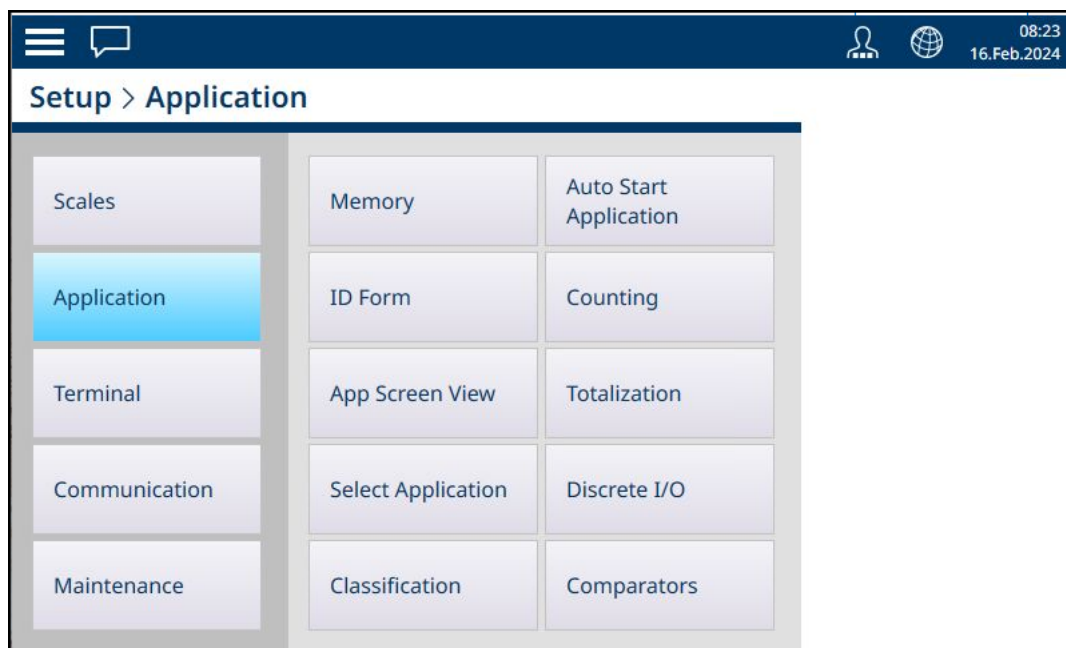 08:23
16.Feb.2024
Setup > Application
Scales
Application
Terminal
Communication
Maintenance
Memory
Auto Start
Application
ID Form
Counting
App Screen View
Totalization
Select Application
Discrete I/O
Classification
Comparators